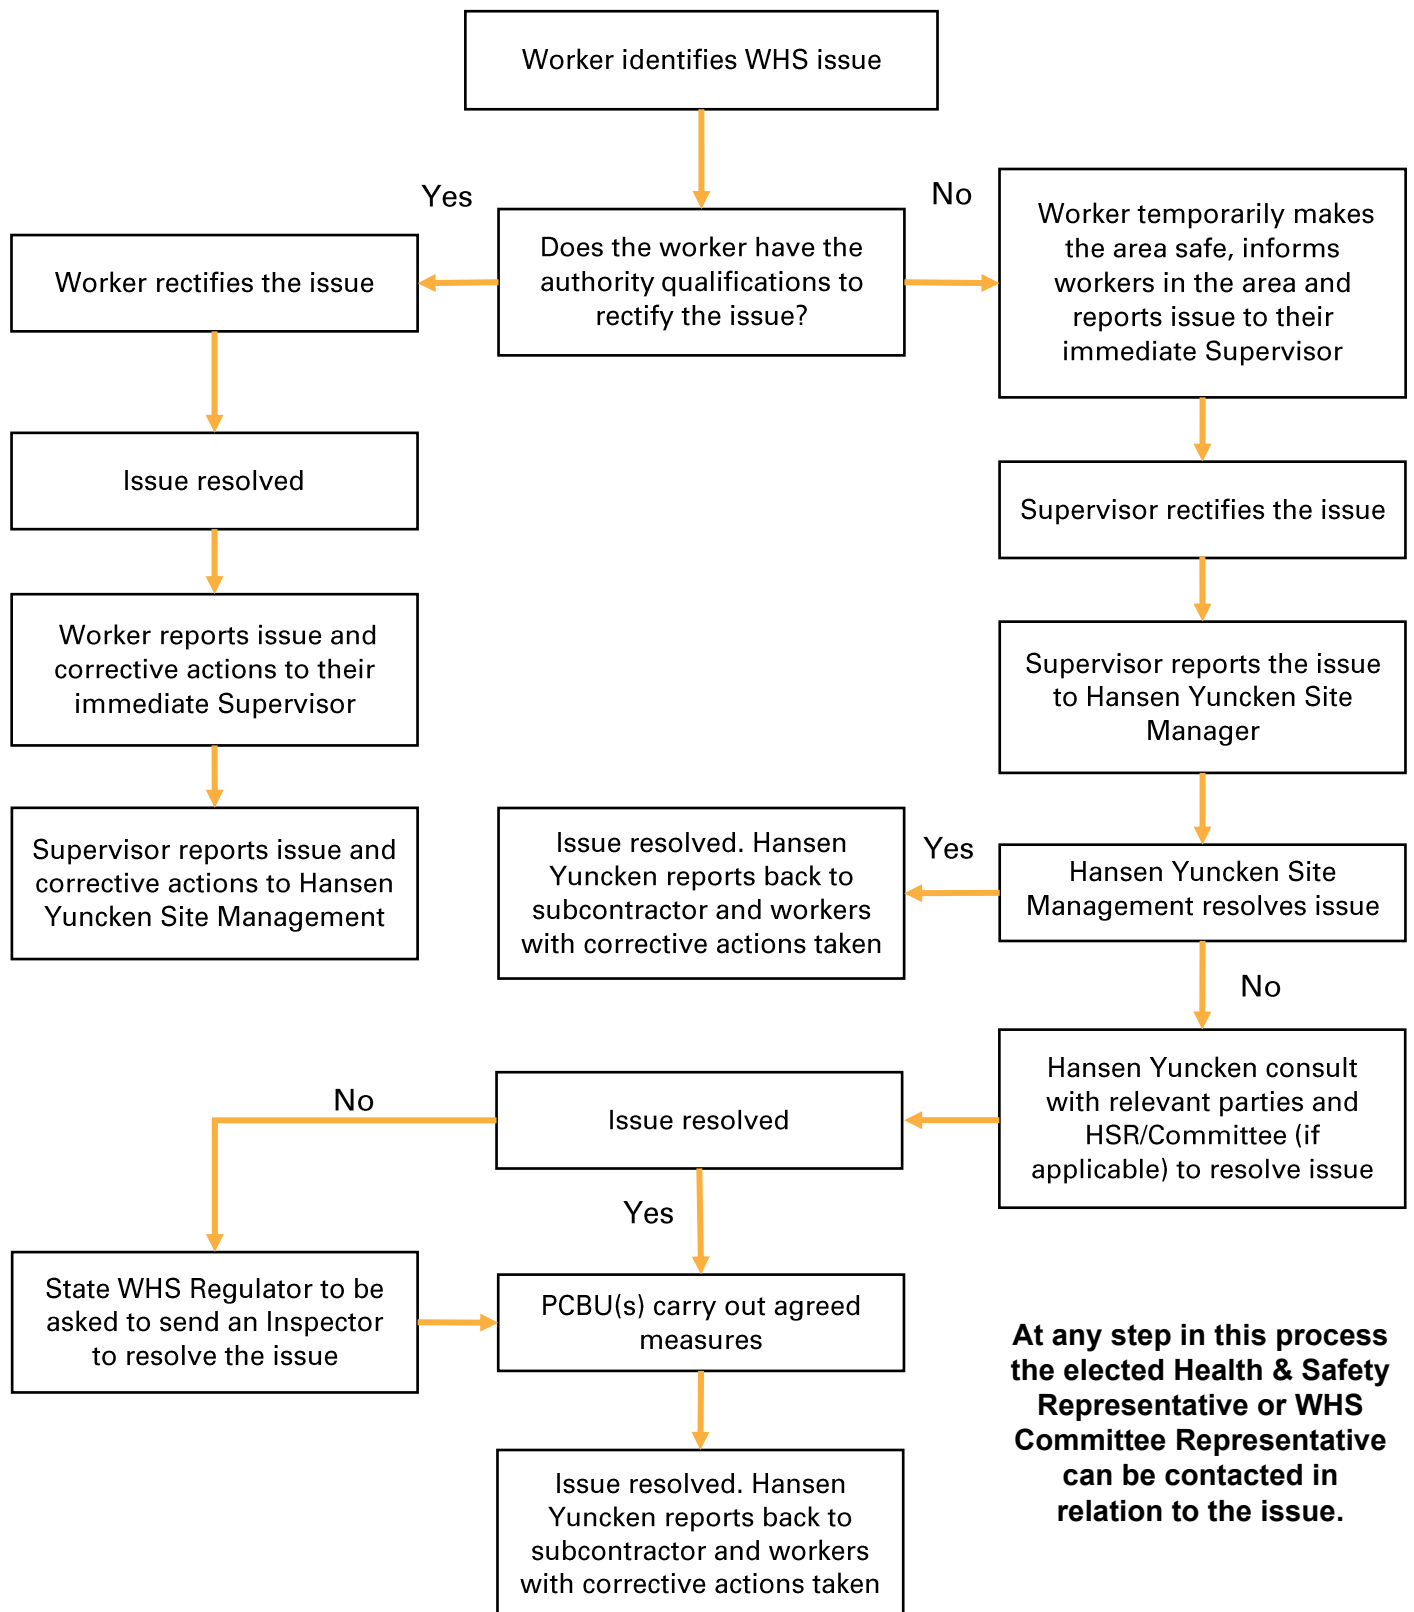 Worker identifies WHS issue
Yes
No
Does the worker have the
authority qualifications to
rectify the issue?
Worker rectifies the issue
Issue resolved
Worker reports issue and
corrective actions to their
immediate Supervisor
Supervisor reports issue and
corrective actions to Hansen
Yuncken Site Management
Worker temporarily makes
the area safe, informs
workers in the area and
reports issue to their
immediate Supervisor
Supervisor rectifies the issue
Supervisor reports the issue
to Hansen Yuncken Site
Manager
Hansen Yuncken Site
Management resolves issue
Yes
Issue resolved. Hansen
Yuncken reports back to
subcontractor and workers
with corrective actions taken
No
Hansen Yuncken consult
with relevant parties and
HSR/Committee (if
applicable) to resolve issue
Issue resolved
No
Yes
State WHS Regulator to be
asked to send an Inspector
to resolve the issue
PCBU(s) carry out agreed
measures
Issue resolved. Hansen
Yuncken reports back to
subcontractor and workers
with corrective actions taken
At any step in this process
the elected Health & Safety
Representative or WHS
Committee Representative
can be contacted in
relation to the issue.